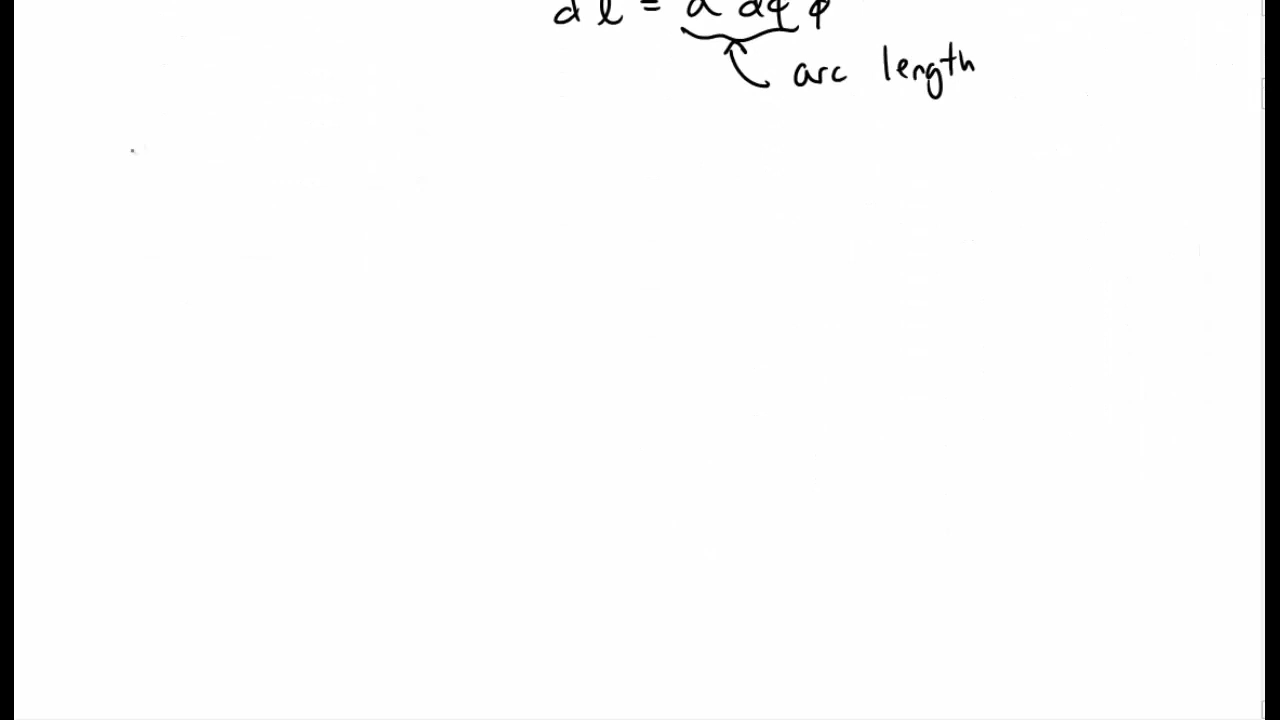 dl = a dφ φ
arc length